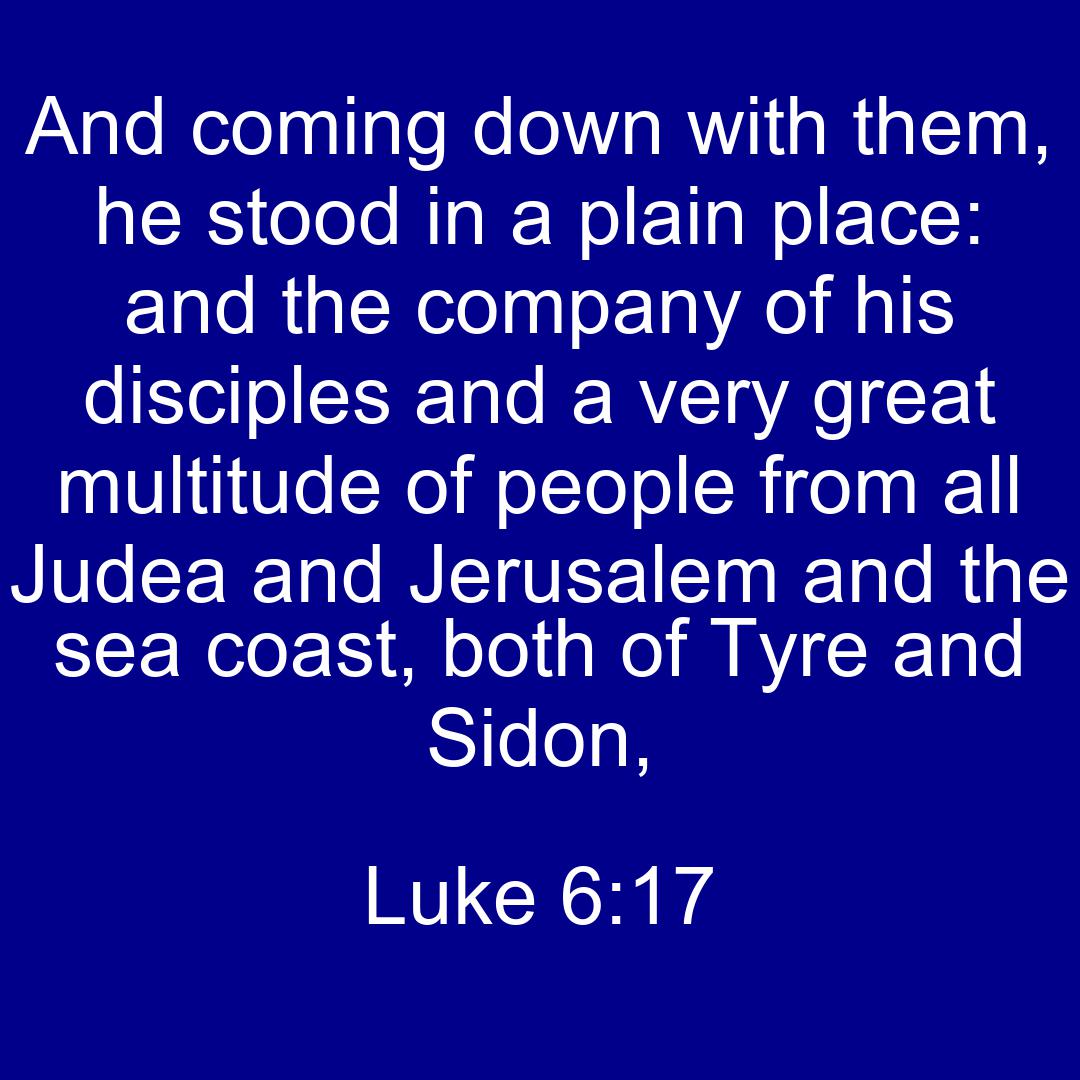 And coming down with them,
he stood in a plain place:
and the company of his
disciples and a very great
multitude of people from all
Judea and Jerusalem and the
sea coast, both of Tyre and
Sidon,
Luke 6:17